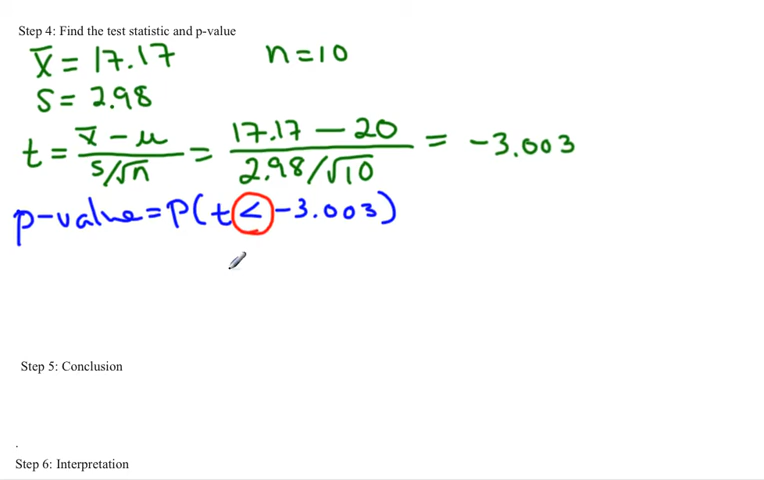 Step 4: Find the test statistic and p-value
x̄ = 17.17 n = 10
s = 2.98
t = x̄ − μ / s/√n = 17.17 − 20 / 2.98/√10 = −3.003
p-value = P(t < −3.003)
Step 5: Conclusion
.
Step 6: Interpretation